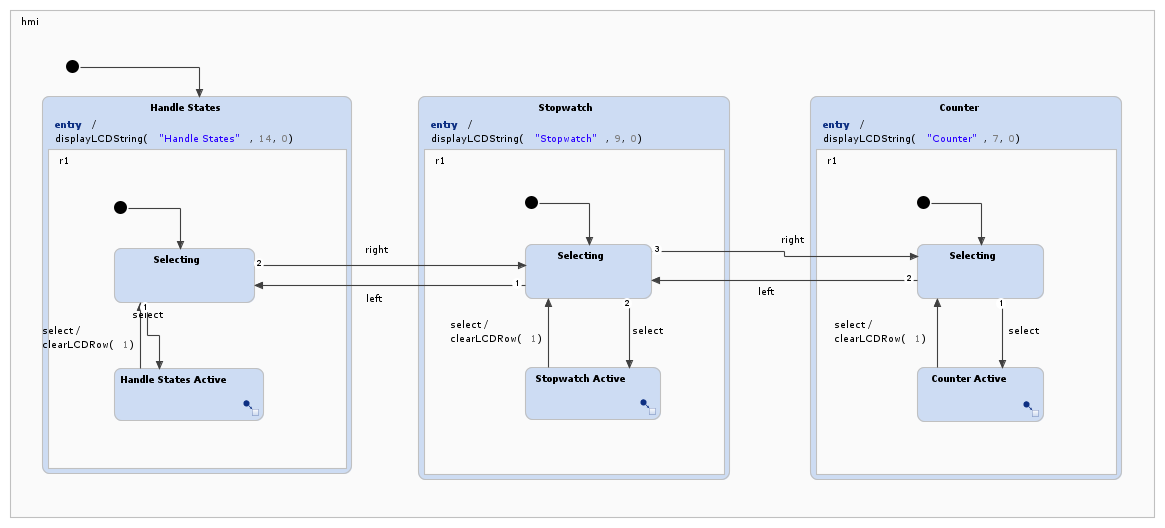 hmi
Handle States
entry /
displayLCDString( "Handle States" , 14, 0)
r1
Selecting
2
1
select
select /
clearLCDRow( 1)
Handle States Active
right
left
Stopwatch
entry /
displayLCDString( "Stopwatch" , 9, 0)
r1
Selecting
3
1
2
select /
clearLCDRow( 1)
select
Stopwatch Active
right
left
Counter
entry /
displayLCDString( "Counter" , 7, 0)
r1
Selecting
2
1
select /
clearLCDRow( 1)
select
Counter Active